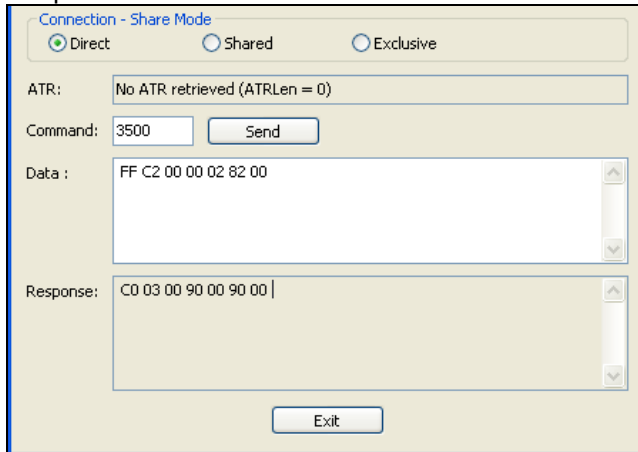 Connection - Share Mode
Direct Shared Exclusive
ATR: No ATR retrieved (ATRLen = 0)
Command: 3500 Send
Data : FF C2 00 00 02 82 00
Response: C0 03 00 90 00 90 00
Exit